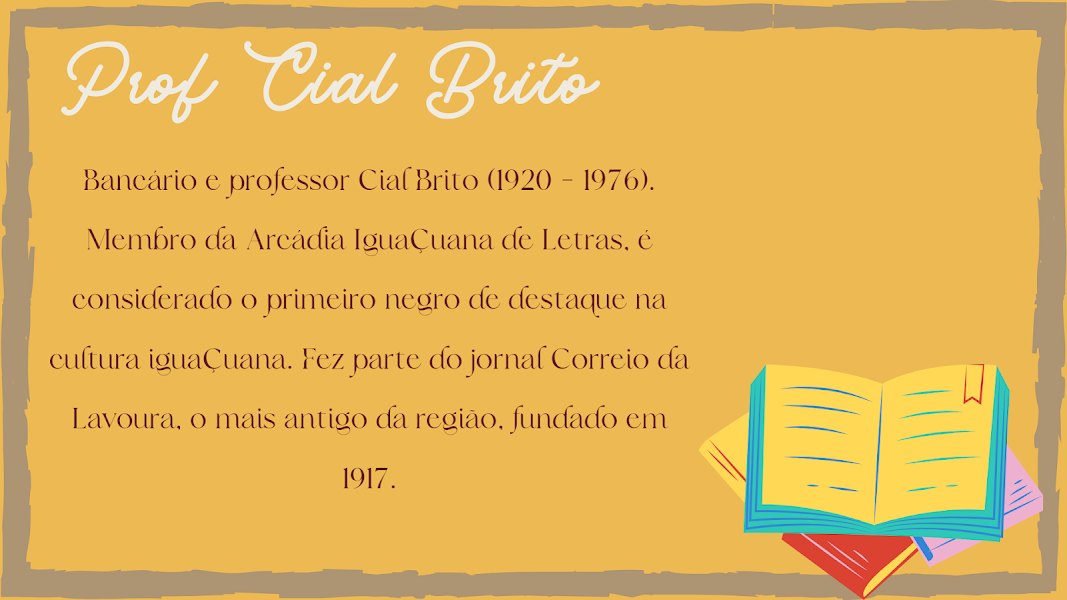 Prof Cial Brito
Bancário e professor Cial Brito (1920 - 1976).
Membro da Arcádia IguaÇuana de Letras, é
considerado o primeiro negro de destaque na
cultura iguaÇuana. Fez parte do jornal Correio da
Lavoura, o mais antigo da região, fundado em
1917.